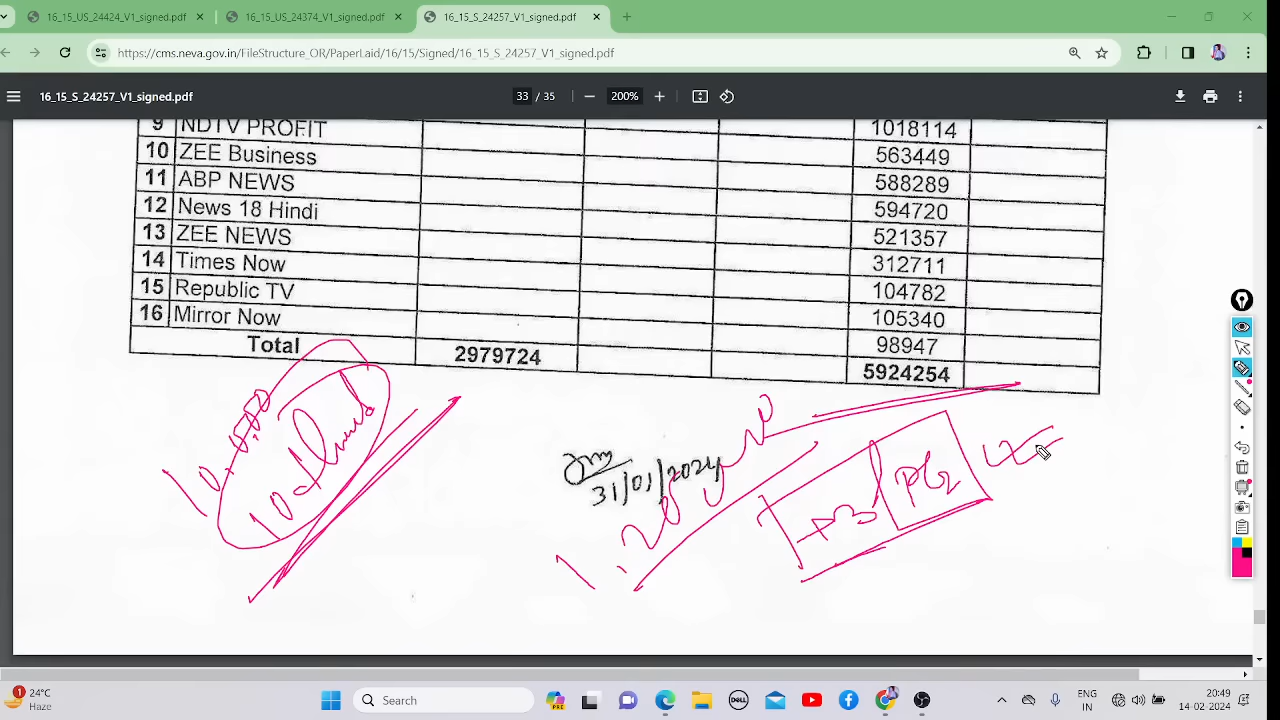 16_15_US_24424_V1_signed.pdf
16_15_US_24374_V1_signed.pdf
16_15_S_24257_V1_signed.pdf
https://cms.neva.gov.in/FileStructure_OR/PaperLaid/16/15/Signed/16_15_S_24257_V1_signed.pdf
16_15_S_24257_V1_signed.pdf
33 / 35
200%
9 NDTV PROFIT 1018114
10 ZEE Business 563449
11 ABP NEWS 588289
12 News 18 Hindi 594720
13 ZEE NEWS 521357
14 Times Now 312711
15 Republic TV 104782
16 Mirror Now 105340
98947
Total 2979724 5924254
31/01/2024
1
24°C
Haze
Search
PRE
DELL
ENG
IN
20:49
14-02-2024